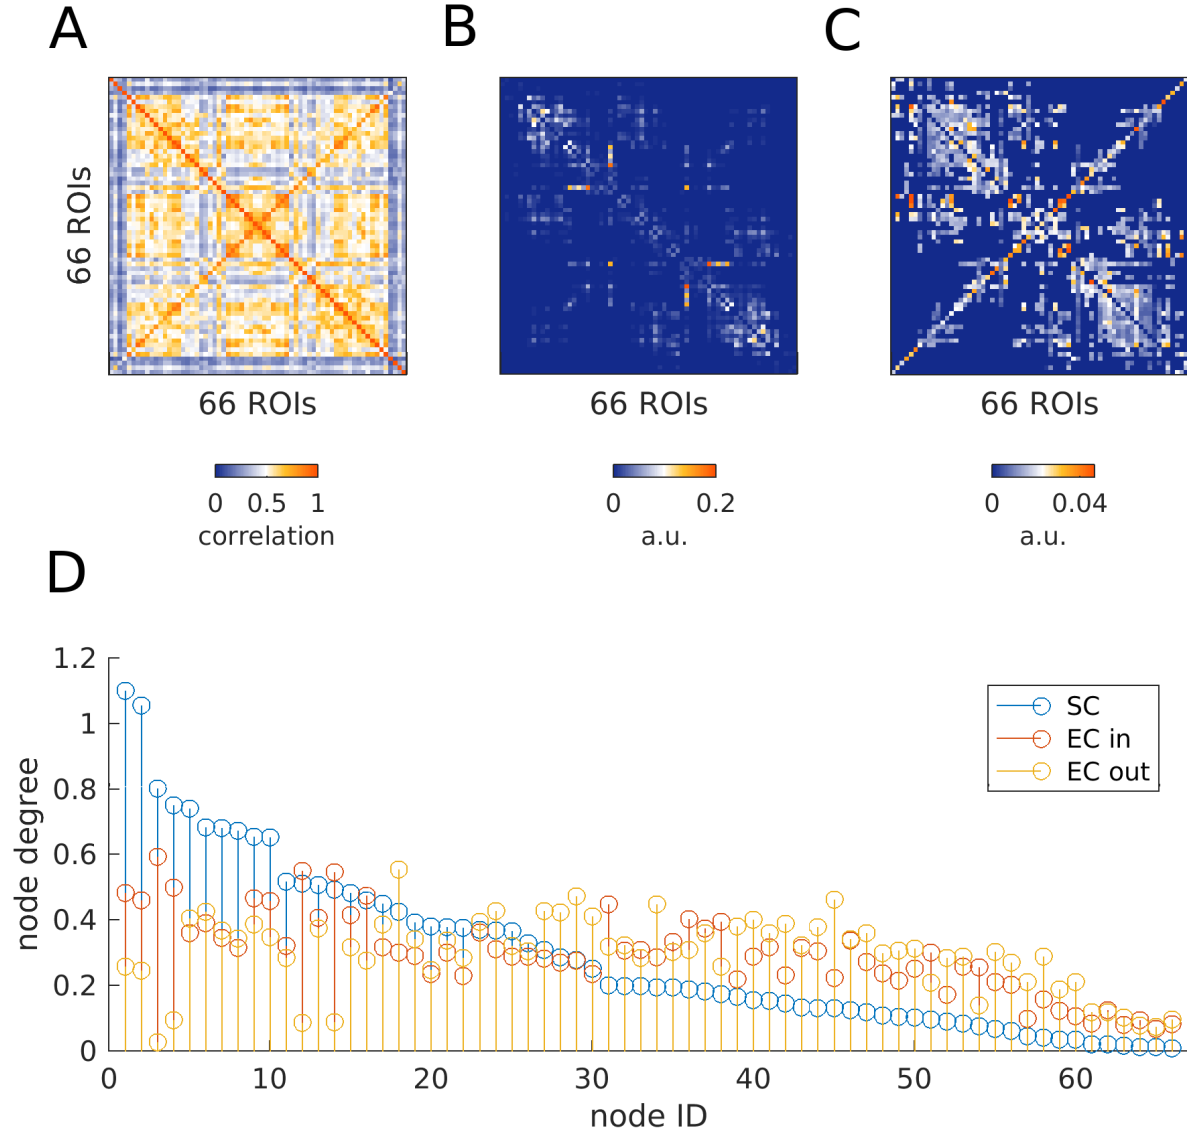 A
B
C
66 ROIs
66 ROIs
66 ROIs
66 ROIs
0 0.5 1
correlation
0 0.2
a.u.
0 0.04
a.u.
D
1.2
1
0.8
0.6
0.4
0.2
0
node degree
SC
EC in
EC out
0 10 20 30 40 50 60
node ID